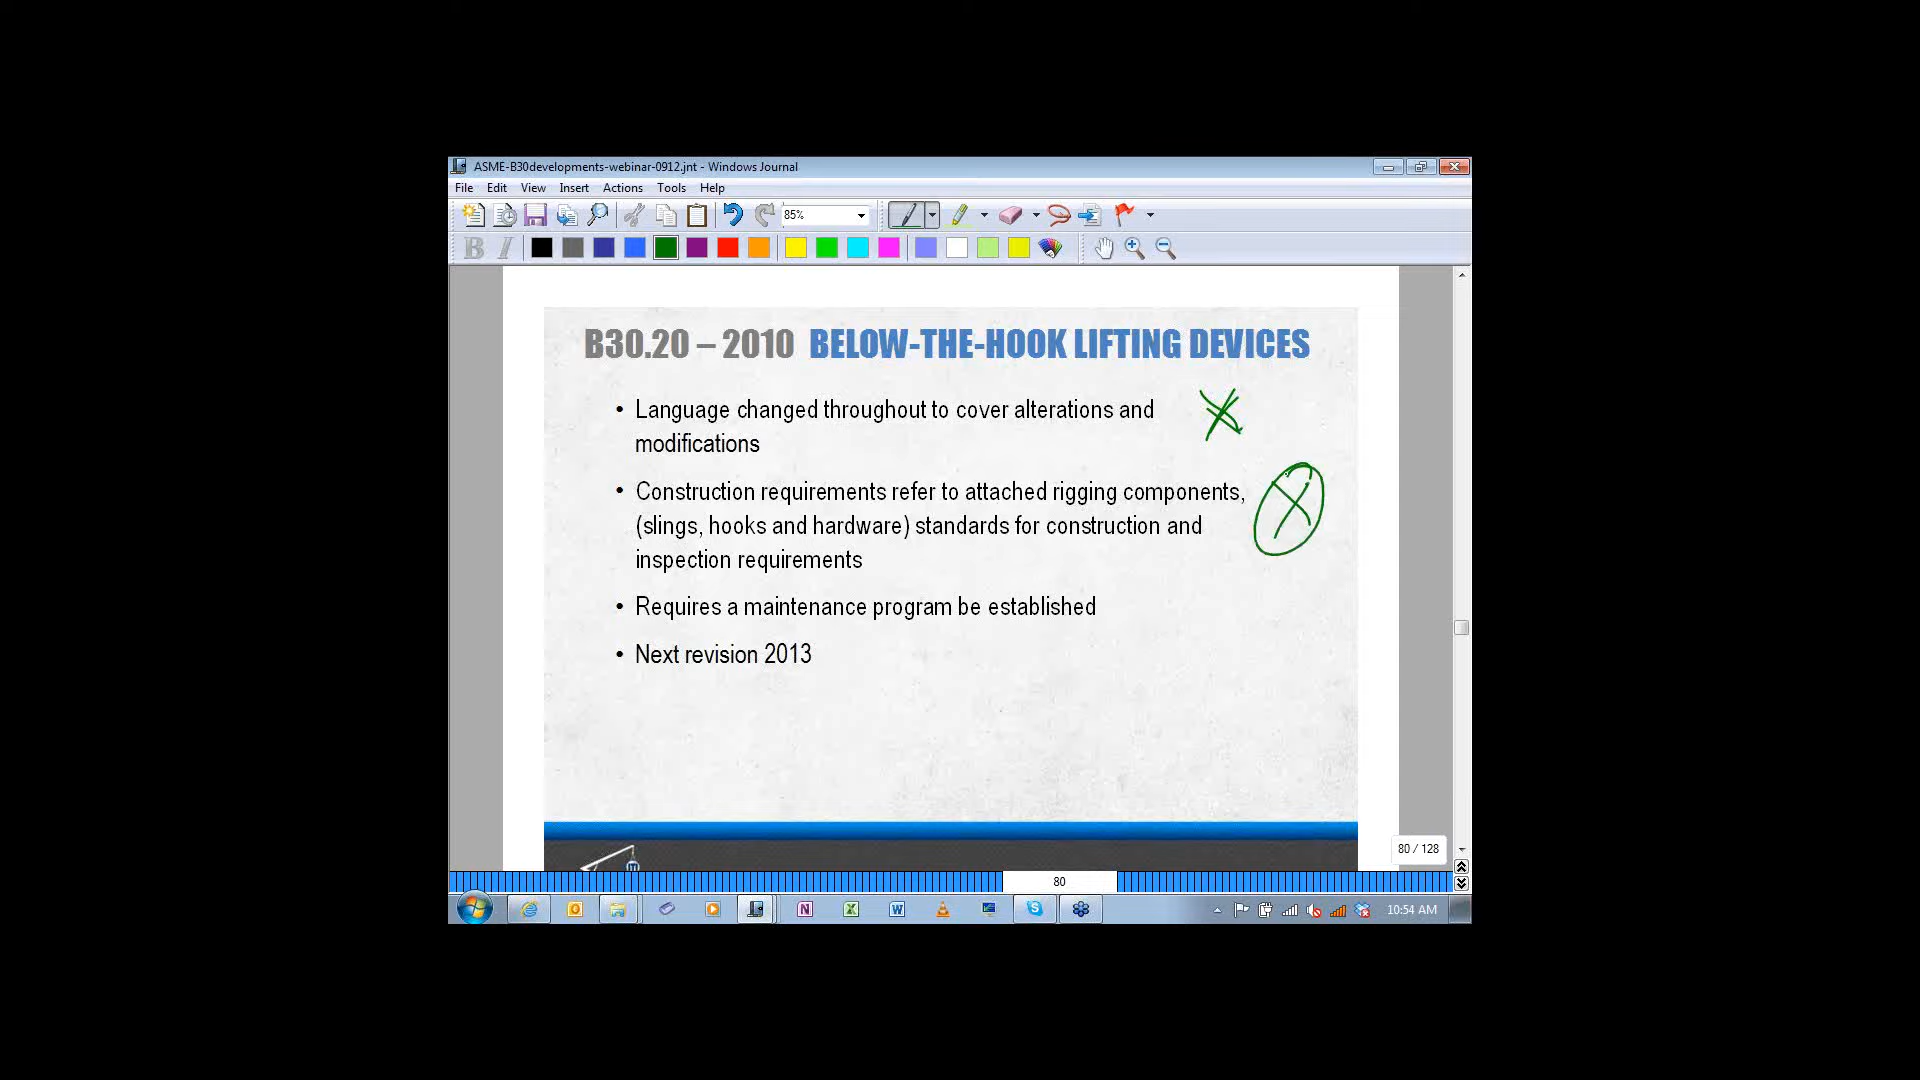 ASME-B30developments-webinar-0912.jnt - Windows Journal
File Edit View Insert Actions Tools Help
85%
B I
B30.20 – 2010 BELOW-THE-HOOK LIFTING DEVICES
• Language changed throughout to cover alterations and
modifications
• Construction requirements refer to attached rigging components,
(slings, hooks and hardware) standards for construction and
inspection requirements
• Requires a maintenance program be established
• Next revision 2013
80 / 128
80
10:54 AM